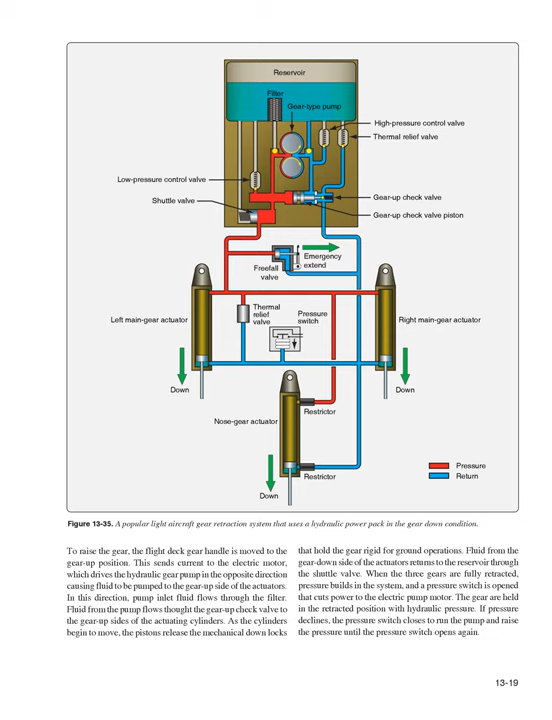 Reservoir
Filter
Gear-type pump
High-pressure control valve
Thermal relief valve
Low-pressure control valve
Shuttle valve
Gear-up check valve
Gear-up check valve piston
Emergency
extend
Freefall
valve
Thermal
relief
valve
Pressure
switch
Left main-gear actuator
Right main-gear actuator
Down
Down
Restrictor
Nose-gear actuator
Restrictor
Down
Pressure
Return
Figure 13-35. A popular light aircraft gear retraction system that uses a hydraulic power pack in the gear down condition.
To raise the gear, the flight deck gear handle is moved to the
gear-up position. This sends current to the electric motor,
which drives the hydraulic gear pump in the opposite direction
causing fluid to be pumped to the gear-up side of the actuators.
In this direction, pump inlet fluid flows through the filter.
Fluid from the pump flows thought the gear-up check valve to
the gear-up sides of the actuating cylinders. As the cylinders
begin to move, the pistons release the mechanical down locks
that hold the gear rigid for ground operations. Fluid from the
gear-down side of the actuators returns to the reservoir through
the shuttle valve. When the three gears are fully retracted,
pressure builds in the system, and a pressure switch is opened
that cuts power to the electric pump motor. The gear are held
in the retracted position with hydraulic pressure. If pressure
declines, the pressure switch closes to run the pump and raise
the pressure until the pressure switch opens again.
13-19